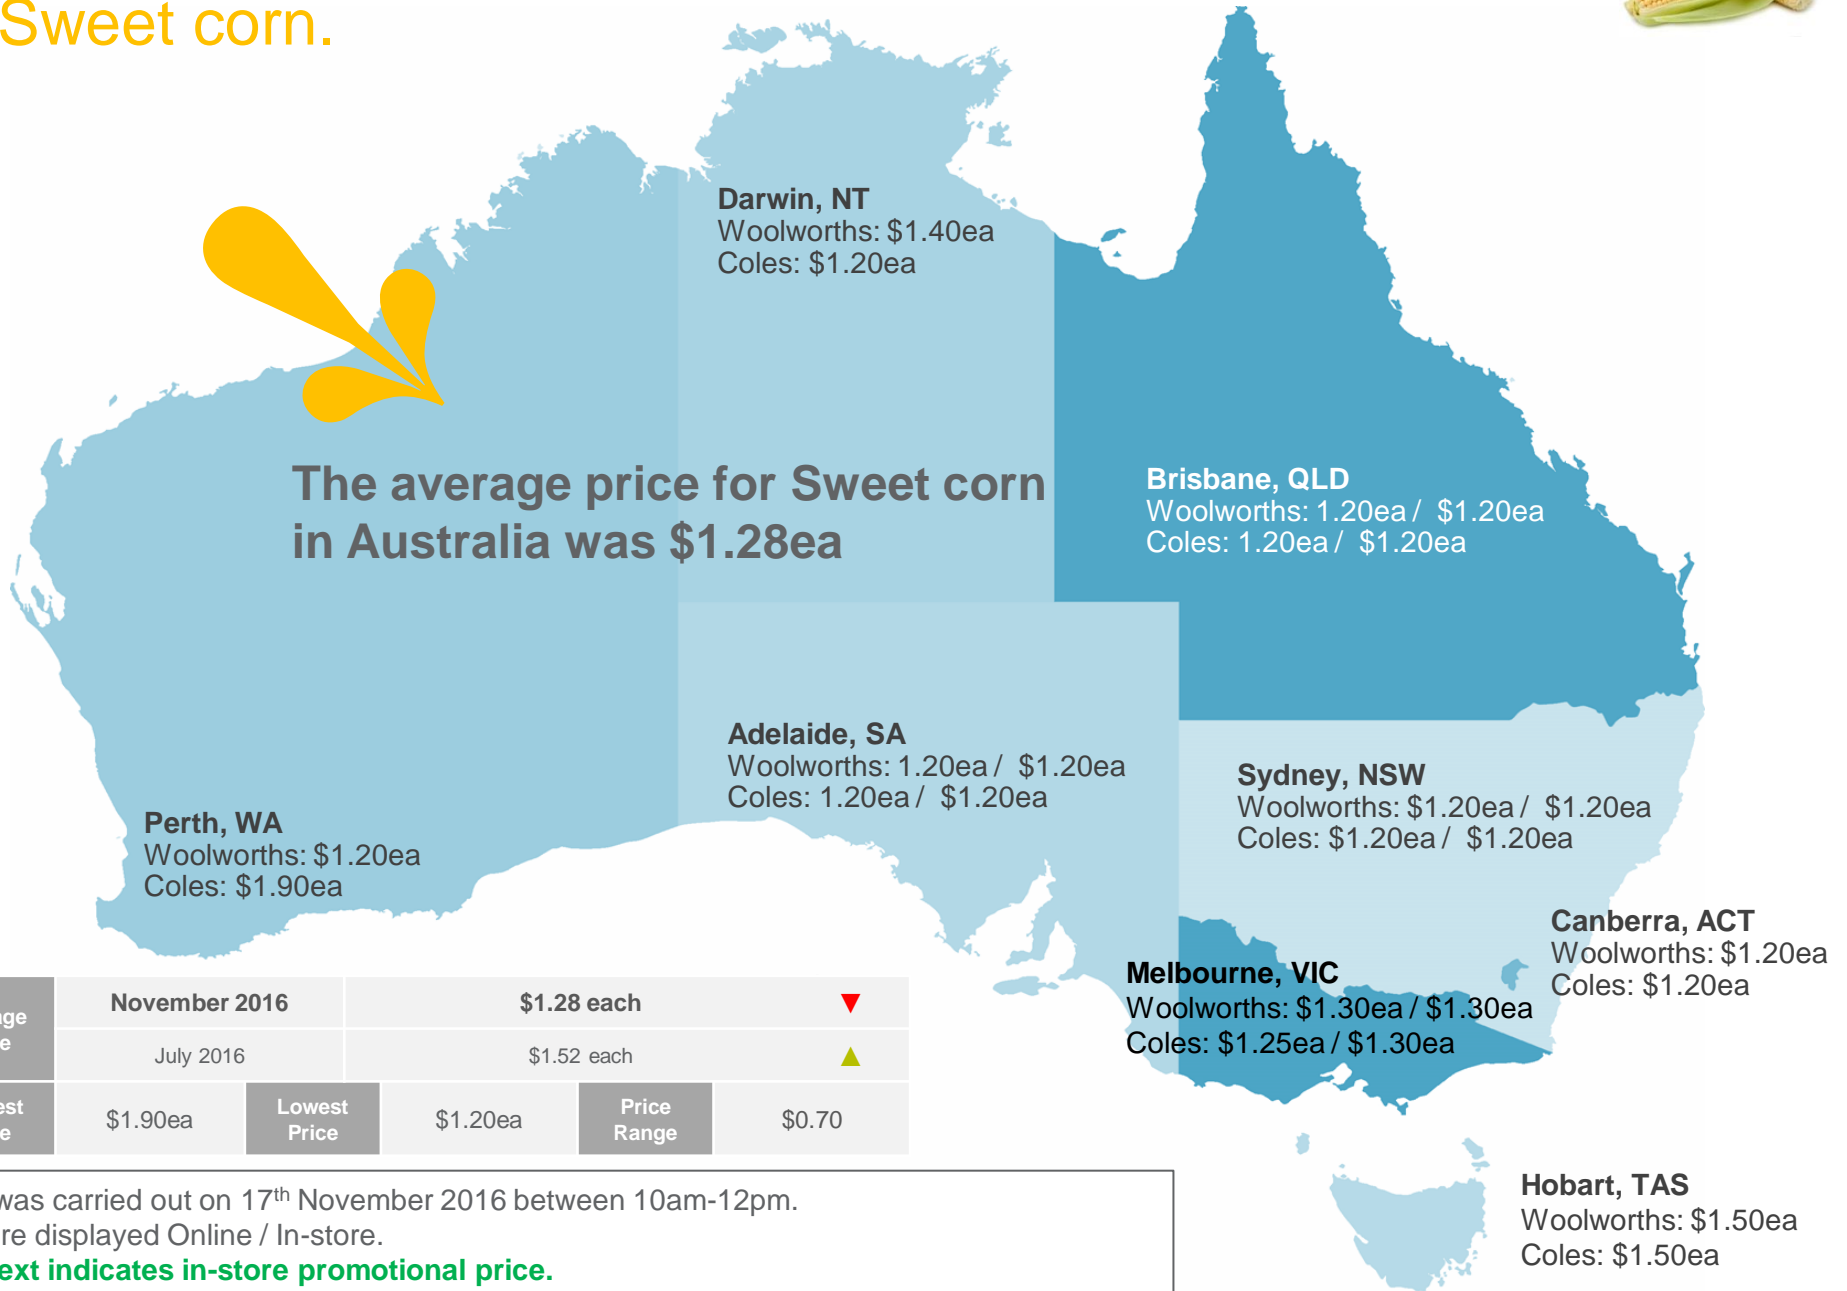 Sweet corn.
Darwin, NT
Woolworths: $1.40ea
Coles: $1.20ea
The average price for Sweet corn
in Australia was $1.28ea
Brisbane, QLD
Woolworths: 1.20ea / $1.20ea
Coles: 1.20ea / $1.20ea
Adelaide, SA
Woolworths: 1.20ea / $1.20ea
Coles: 1.20ea / $1.20ea
Sydney, NSW
Woolworths: $1.20ea / $1.20ea
Coles: $1.20ea / $1.20ea
Perth, WA
Woolworths: $1.20ea
Coles: $1.90ea
Canberra, ACT
Woolworths: $1.20ea
Coles: $1.20ea
Melbourne, VIC
Woolworths: $1.30ea / $1.30ea
Coles: $1.25ea / $1.30ea
November 2016 $1.28 each ▼
July 2016 $1.52 each ▲
$1.90ea Lowest Price $1.20ea Price Range $0.70
Hobart, TAS
Woolworths: $1.50ea
Coles: $1.50ea
was carried out on 17th November 2016 between 10am-12pm.
re displayed Online / In-store.
ext indicates in-store promotional price.